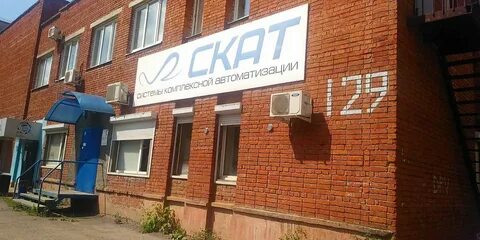 СКАТ
системы комплексной автоматизации
129